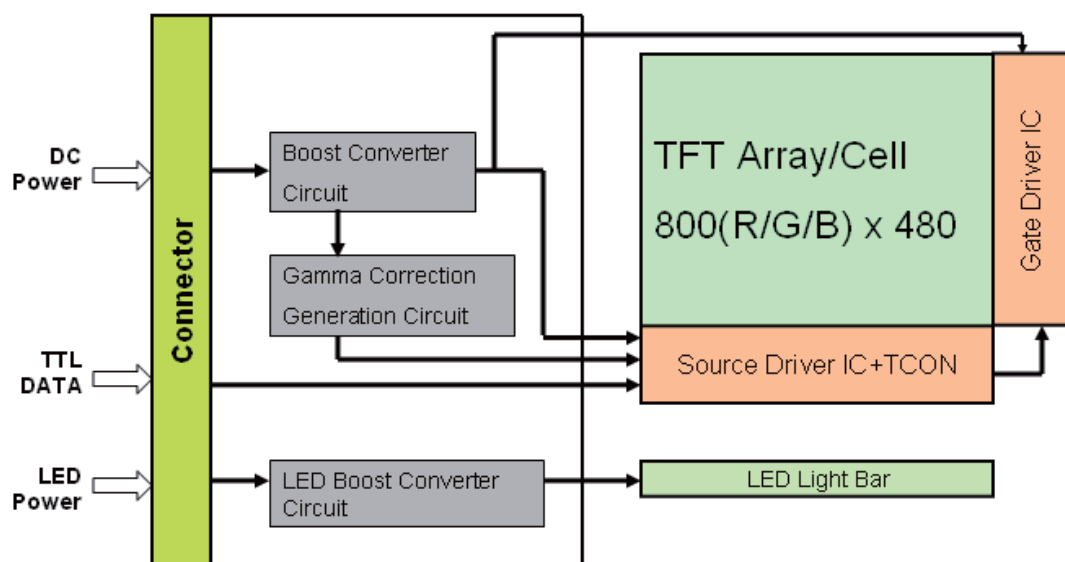 DC
Power
TTL
DATA
LED
Power
Connector
Boost Converter
Circuit
Gamma Correction
Generation Circuit
LED Boost Converter
Circuit
TFT Array/Cell
800(R/G/B) x 480
Gate Driver IC
Source Driver IC+TCON
LED Light Bar